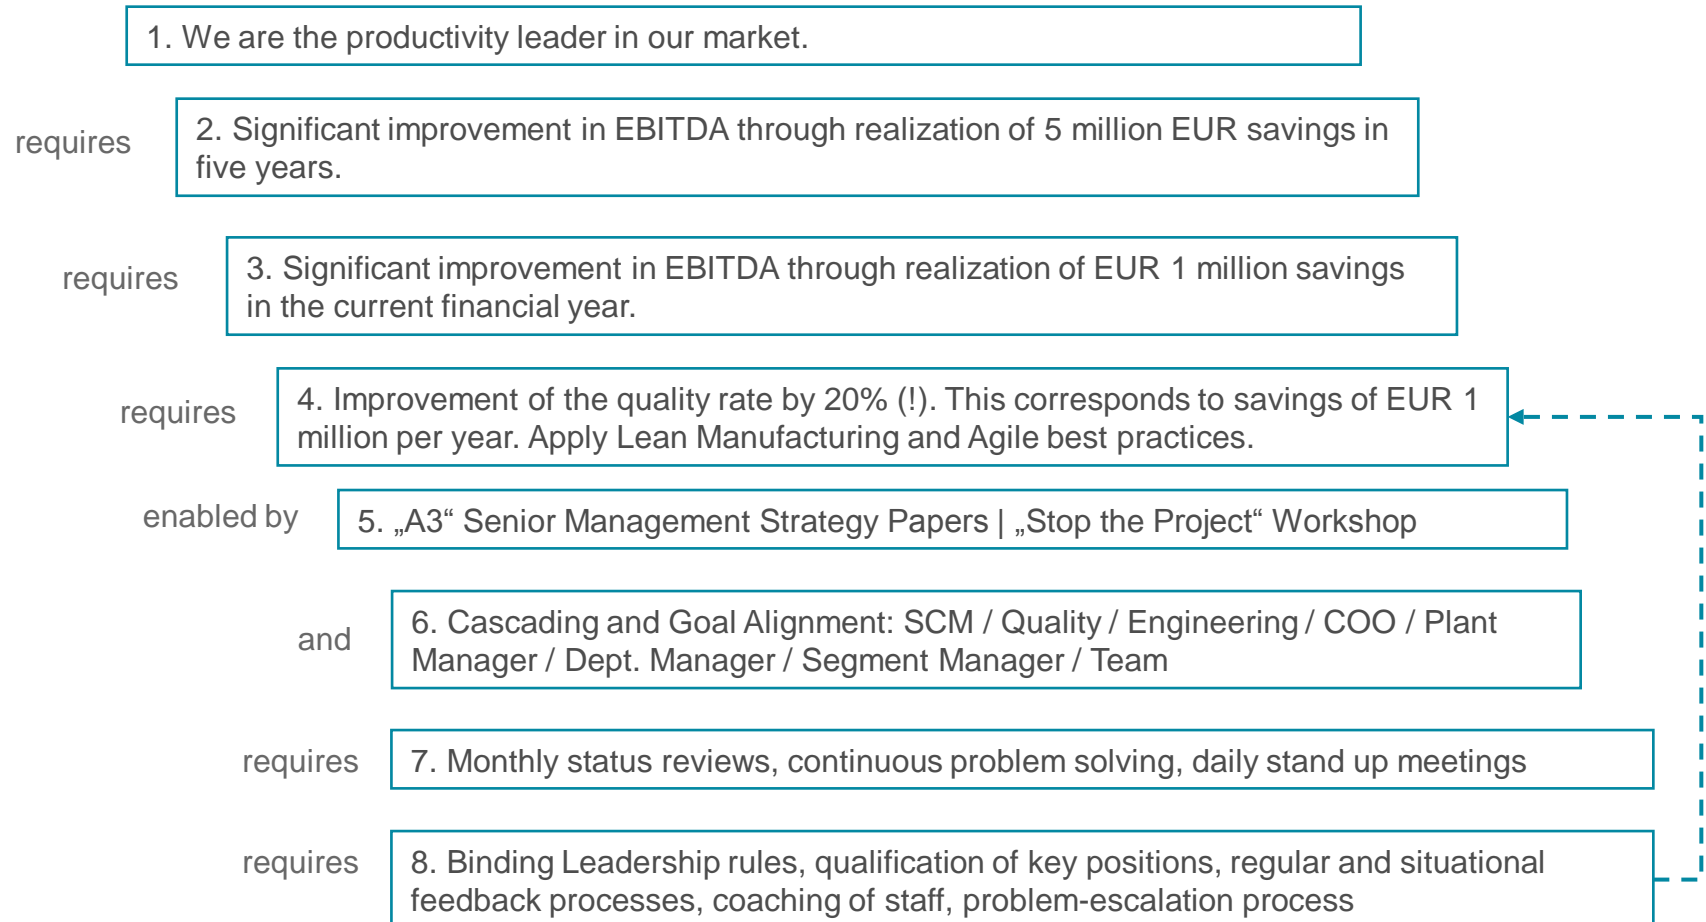 1. We are the productivity leader in our market.
requires
2. Significant improvement in EBITDA through realization of 5 million EUR savings in
five years.
requires
3. Significant improvement in EBITDA through realization of EUR 1 million savings
in the current financial year.
requires
4. Improvement of the quality rate by 20% (!). This corresponds to savings of EUR 1
million per year. Apply Lean Manufacturing and Agile best practices.
enabled by
5. „A3“ Senior Management Strategy Papers | „Stop the Project“ Workshop
and
6. Cascading and Goal Alignment: SCM / Quality / Engineering / COO / Plant
Manager / Dept. Manager / Segment Manager / Team
requires
7. Monthly status reviews, continuous problem solving, daily stand up meetings
requires
8. Binding Leadership rules, qualification of key positions, regular and situational
feedback processes, coaching of staff, problem-escalation process